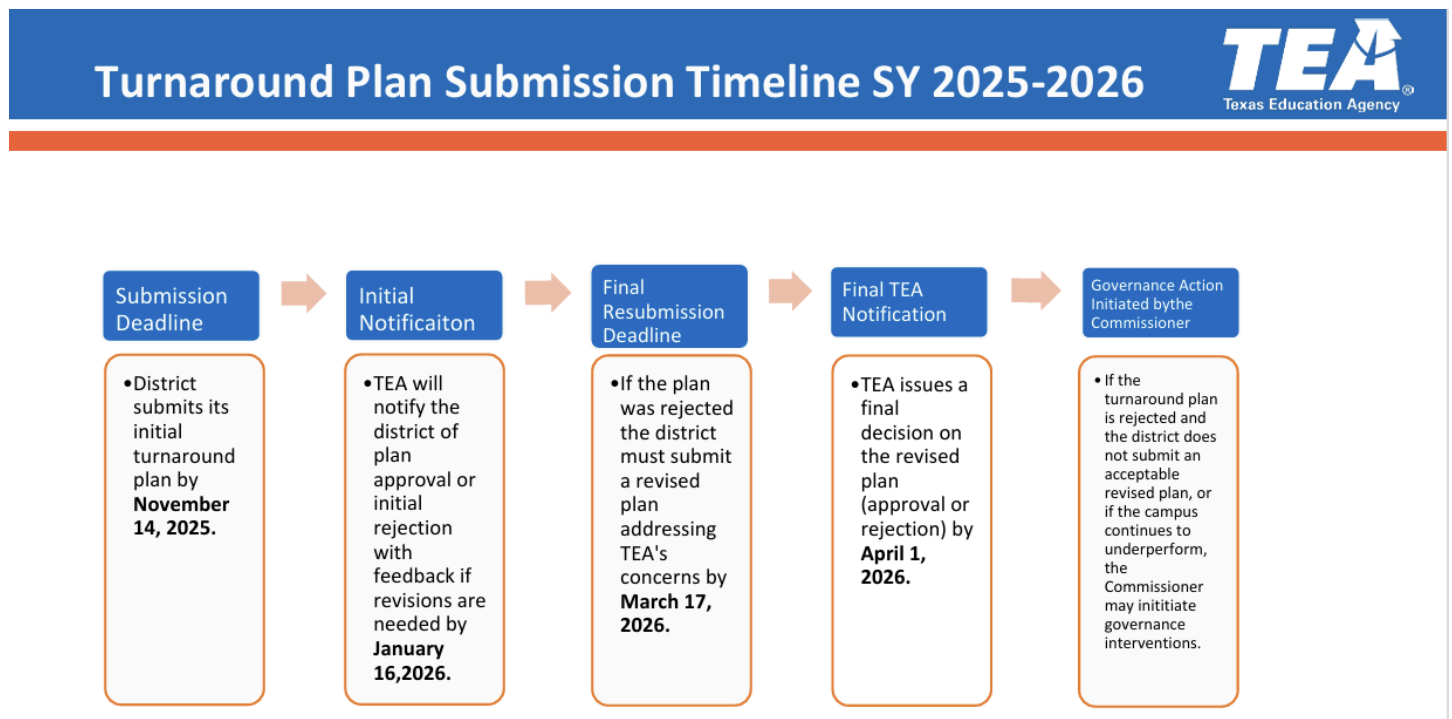 Turnaround Plan Submission Timeline SY 2025-2026
TEA
®
Texas Education Agency
Submission
Deadline
•District
submits its
initial
turnaround
plan by
November
14, 2025.
Initial
Notificaiton
•TEA will
notify the
district of
plan
approval or
initial
rejection
with
feedback if
revisions are
needed by
January
16,2026.
Final
Resubmission
Deadline
•If the plan
was rejected
the district
must submit
a revised
plan
addressing
TEA's
concerns by
March 17,
2026.
Final TEA
Notification
•TEA issues a
final
decision on
the revised
plan
(approval or
rejection) by
April 1,
2026.
Governance Action
Initiated bythe
Commissioner
• If the
turnaround plan
is rejected and
the district does
not submit an
acceptable
revised plan, or
if the campus
continues to
underperform,
the
Commissioner
may inititiate
governance
interventions.